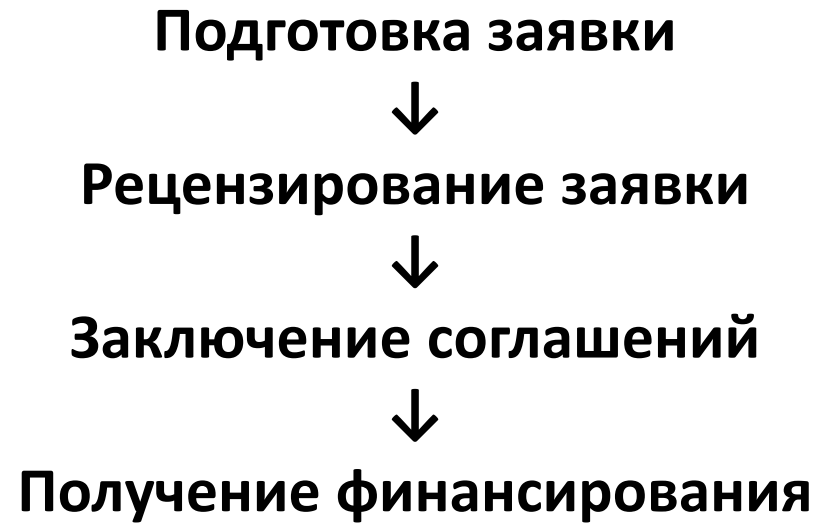 Подготовка заявки
↓
Рецензирование заявки
↓
Заключение соглашений
↓
Получение финансирования